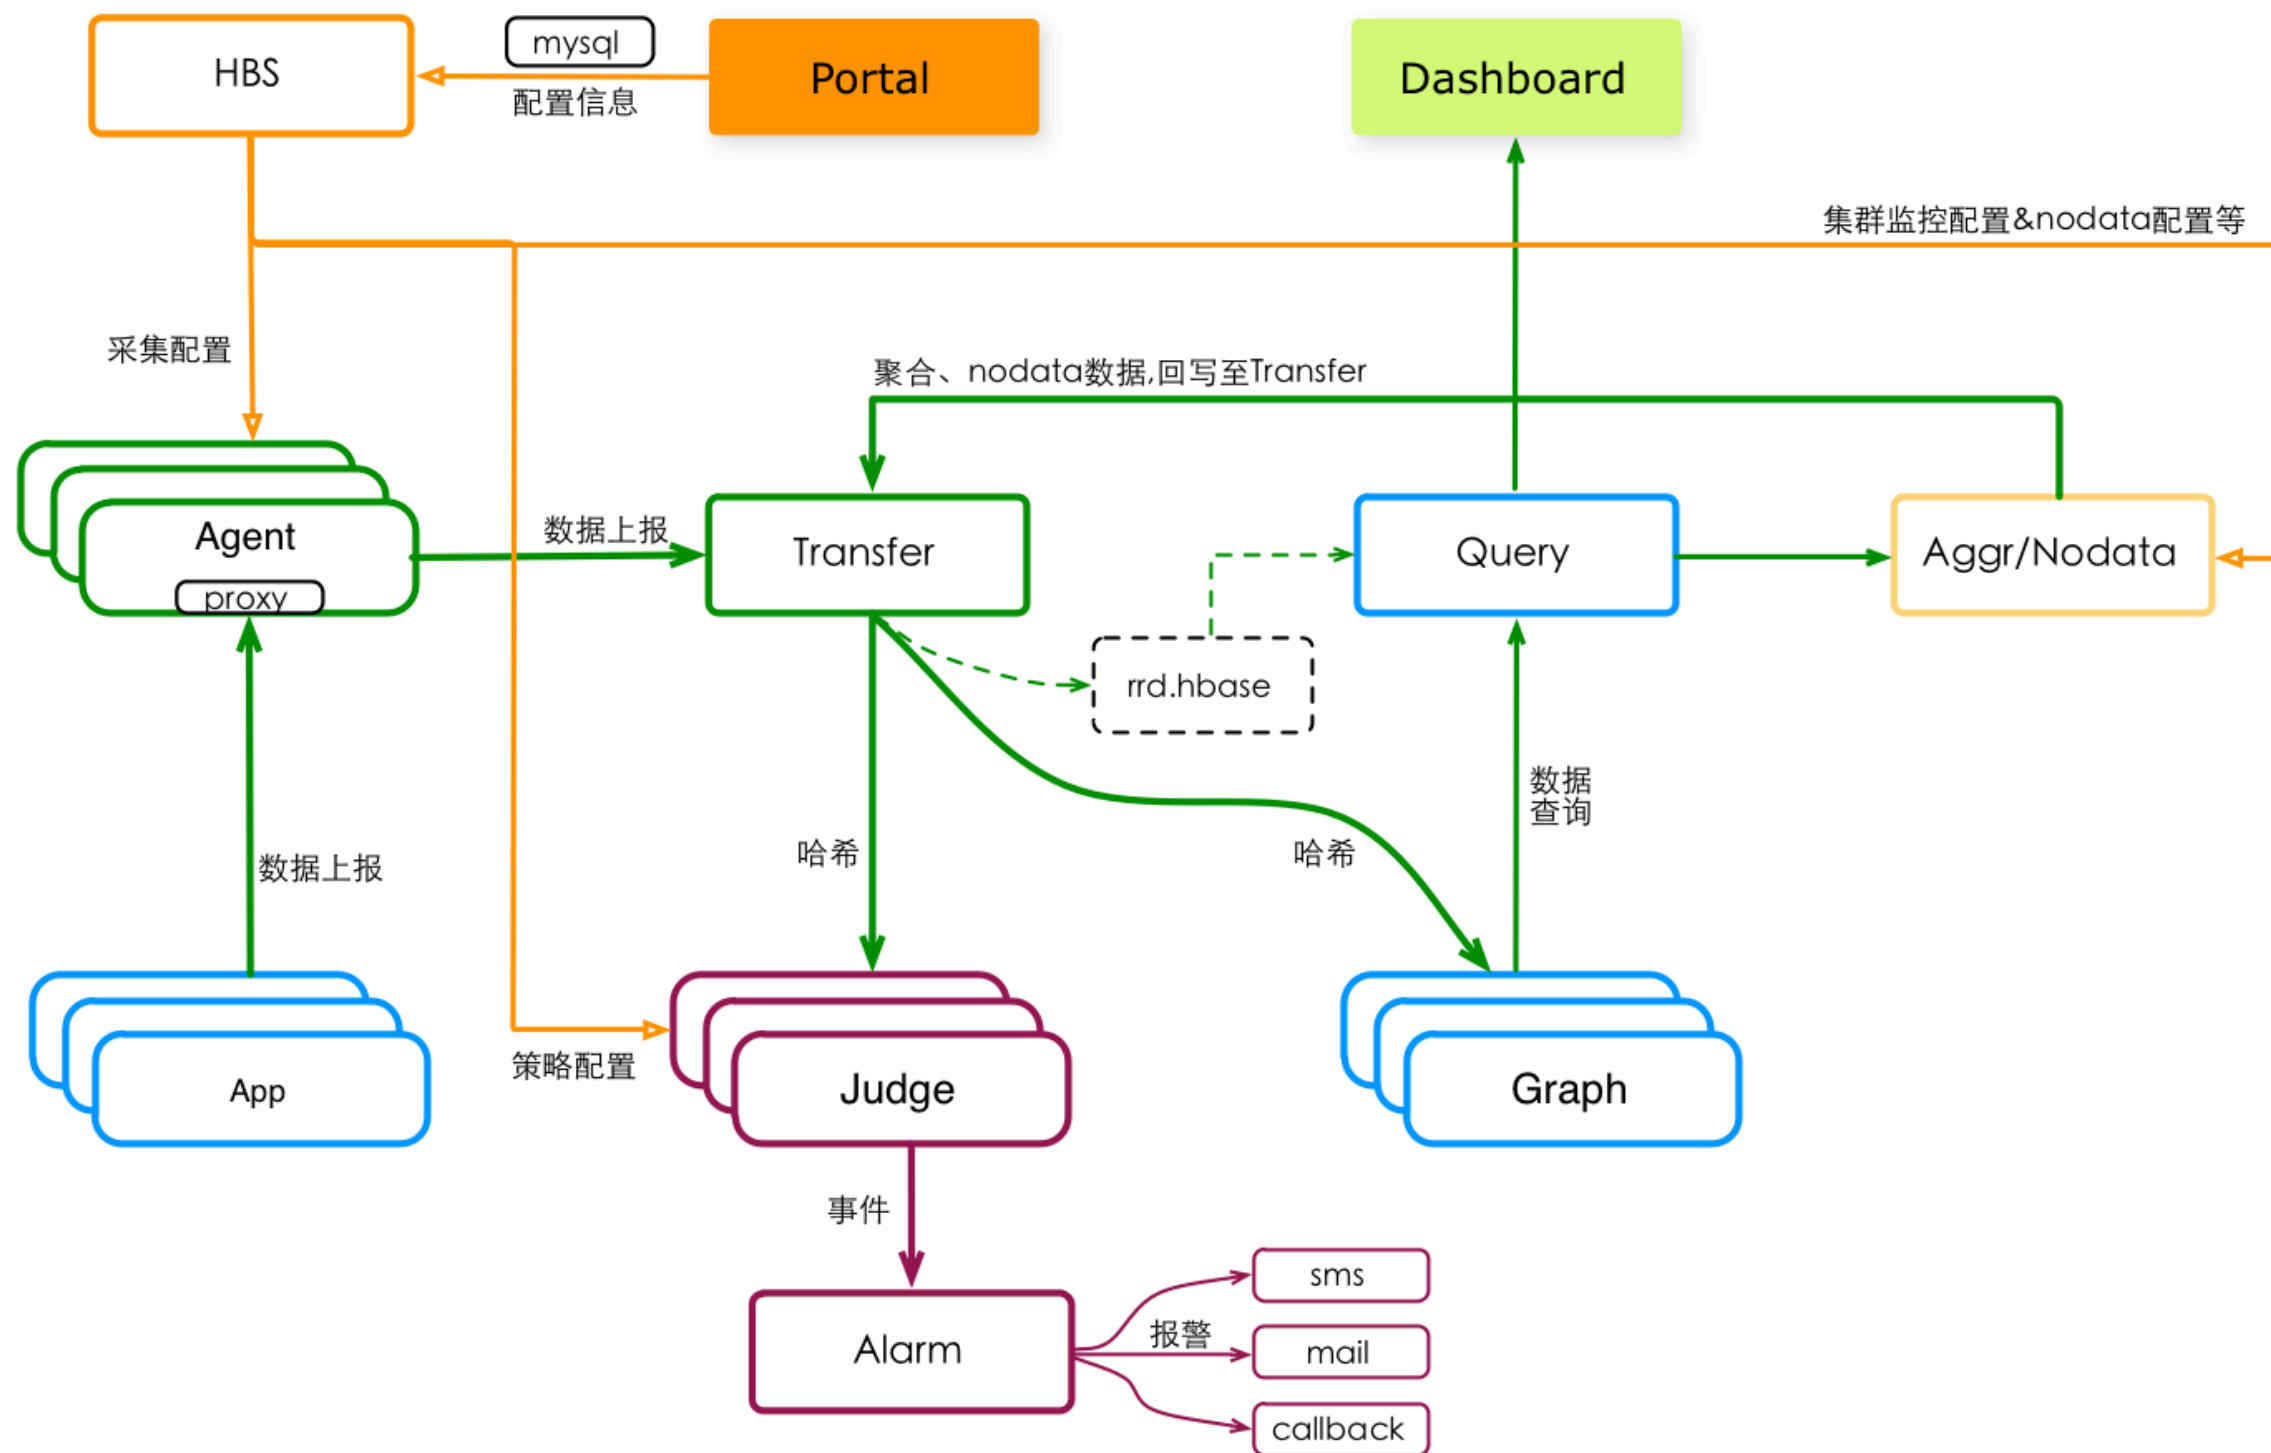 HBS
mysql
配置信息
Portal
Dashboard
集群监控配置&nodata配置等
采集配置
聚合、nodata数据,回写至Transfer
Agent
proxy
数据上报
Transfer
Query
Aggr/Nodata
rrd.hbase
数据
查询
哈希
哈希
数据上报
策略配置
App
Judge
Graph
事件
Alarm
报警
sms
mail
callback